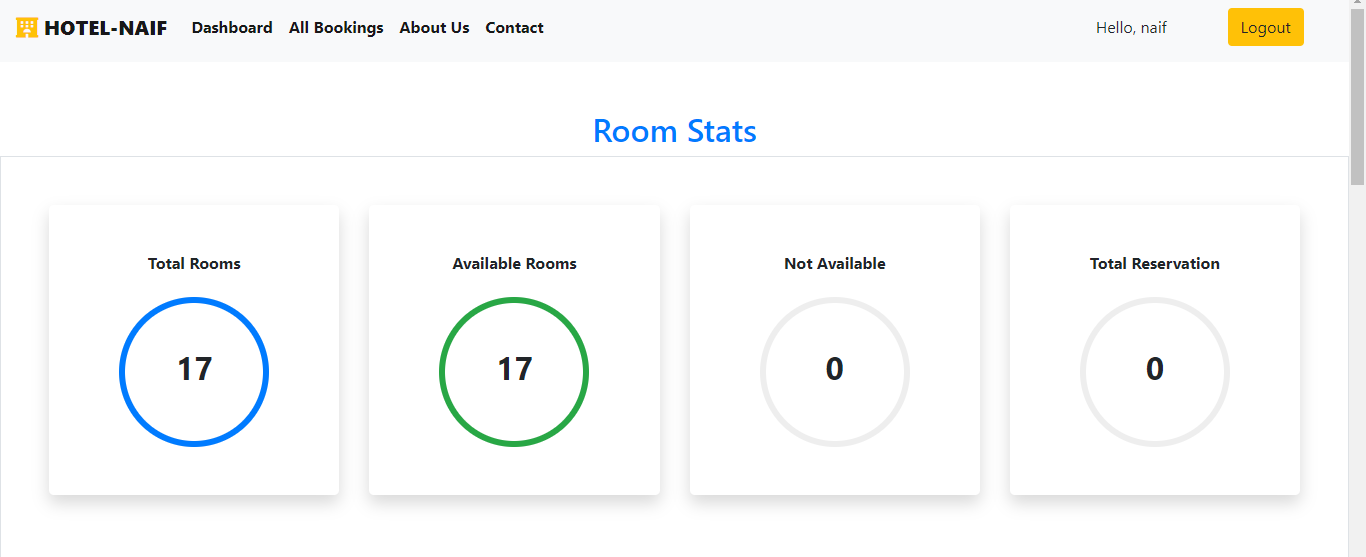 HOTEL-NAIF Dashboard All Bookings About Us Contact Hello, naif Logout
Room Stats
Total Rooms Available Rooms Not Available Total Reservation
17 17 0 0